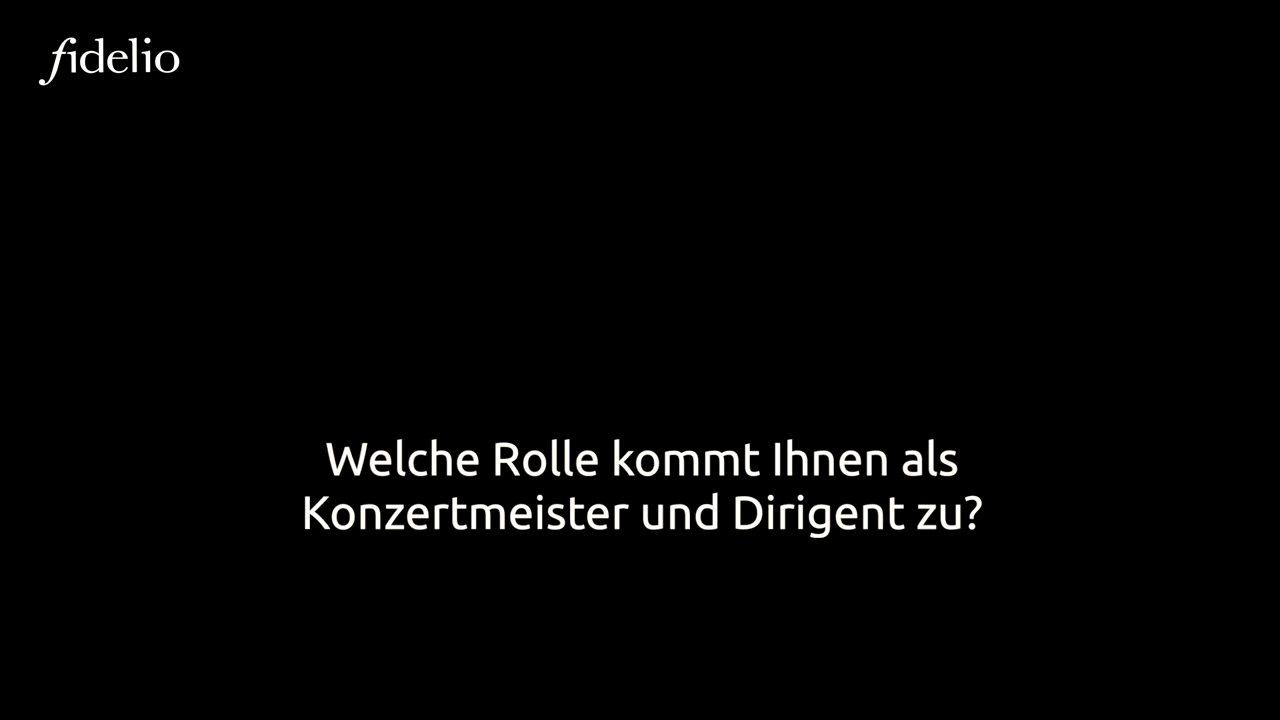 fidelio
Welche Rolle kommt Ihnen als
Konzertmeister und Dirigent zu?